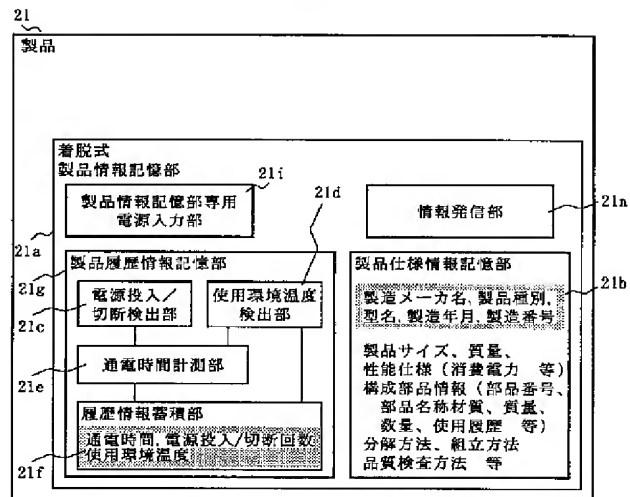 21
製品
着脱式
製品情報記憶部
21i
製品情報記憶部専用
電源入力部
21d
情報発信部
21n
21a
21g
製品履歴情報記憶部
電源投入/
切断検出部
21c
使用環境温度
検出部
通電時間計測部
21e
履歴情報蓄積部
通電時間,電源投入/切断回数
使用環境温度
21f
製品仕様情報記憶部
21b
製造メーカ名,製品種別,
型名,製造年月,製造番号
製品サイズ、質量、
性能仕様(消費電力 等)
構成部品情報(部品番号、
部品名称材質、質量、
数量、使用履歴 等)
分解方法、組立方法
品質検査方法 等